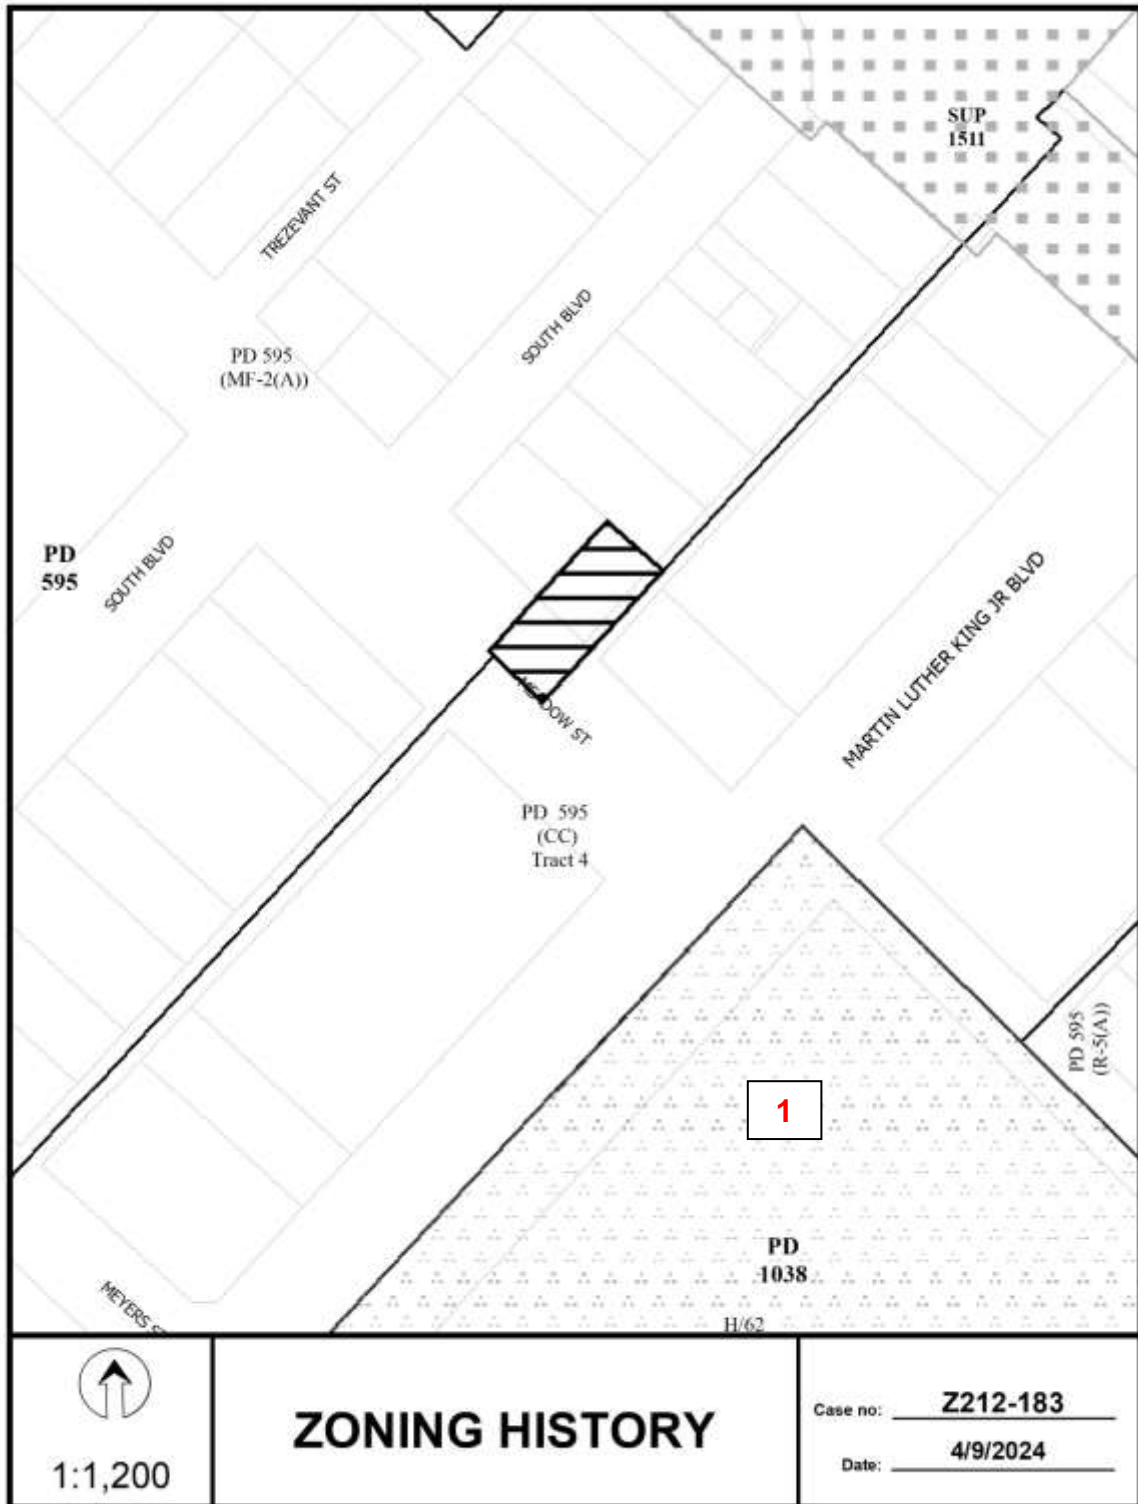 SUP
1511
TREZEVANT ST
SOUTH BLVD
PD 595
(MF-2(A))
PD
595
SOUTH BLVD
MARTIN LUTHER KING JR BLVD
MEADOW ST
PD 595
(CC)
Tract 4
PD 595
(R-5(A))
1
PD
1038
H/62
MEYERS
1:1,200
ZONING HISTORY
Case no: Z212-183
Date: 4/9/2024